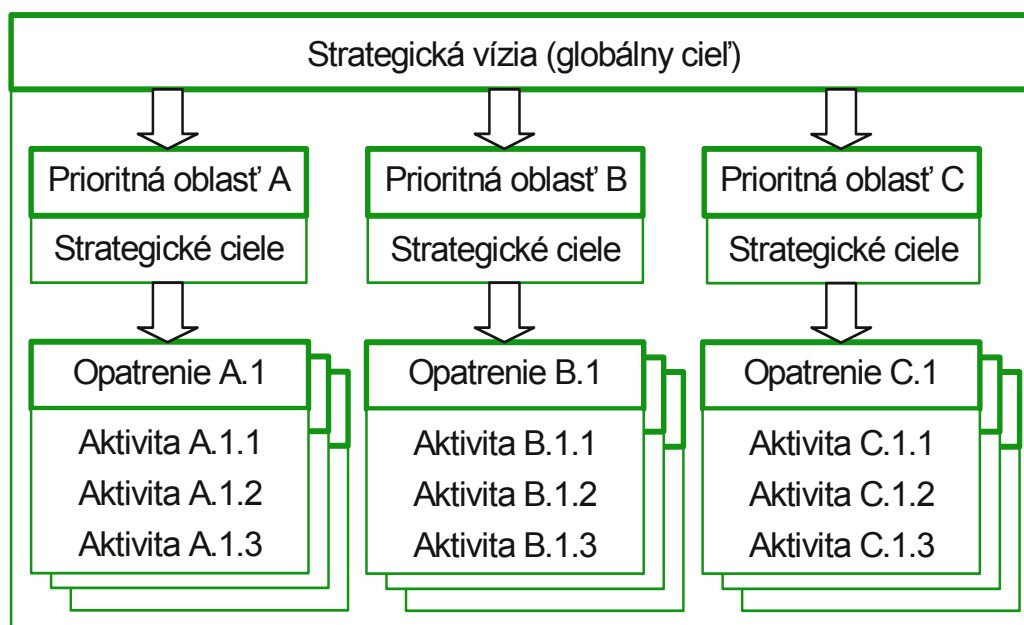 Strategická vízia (globálny cieľ)
Prioritná oblasť A
Prioritná oblasť B
Prioritná oblasť C
Strategické ciele
Strategické ciele
Strategické ciele
Opatrenie A.1
Aktivita A.1.1
Aktivita A.1.2
Aktivita A.1.3
Opatrenie B.1
Aktivita B.1.1
Aktivita B.1.2
Aktivita B.1.3
Opatrenie C.1
Aktivita C.1.1
Aktivita C.1.2
Aktivita C.1.3